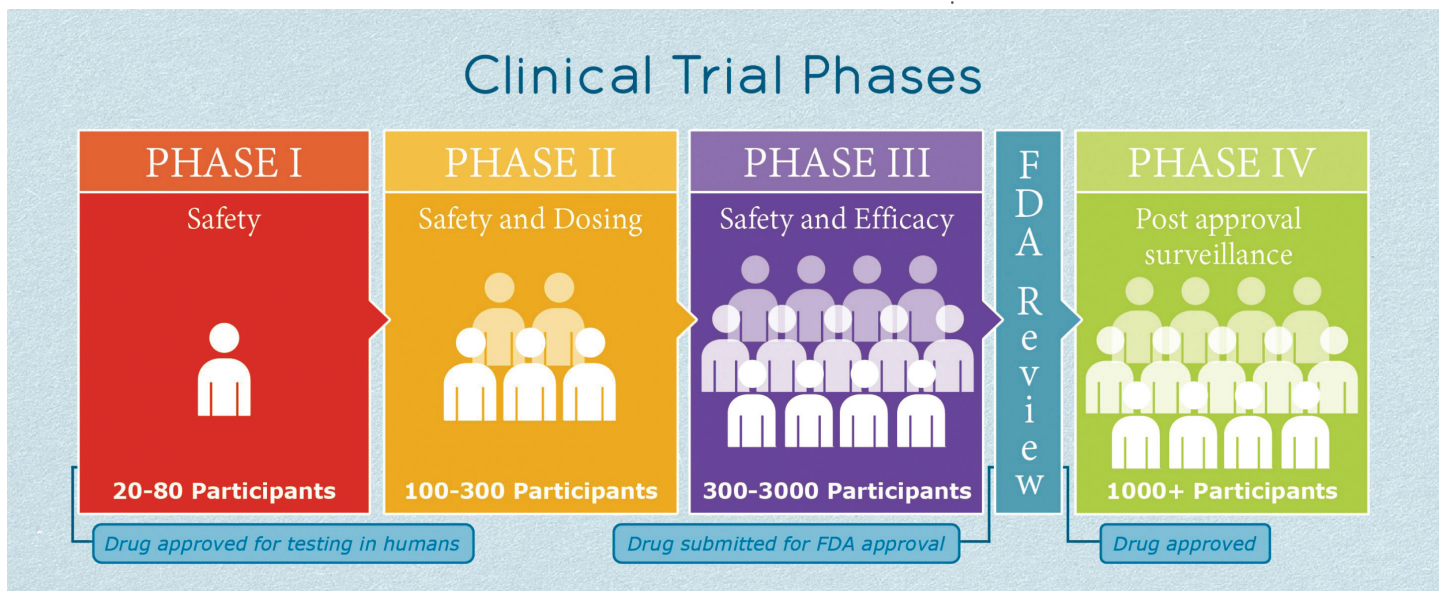 Clinical Trial Phases
PHASE I
Safety
20-80 Participants
PHASE II
Safety and Dosing
100-300 Participants
PHASE III
Safety and Efficacy
300-3000 Participants
FDA Review
PHASE IV
Post approval
surveillance
1000+ Participants
Drug approved for testing in humans
Drug submitted for FDA approval
Drug approved